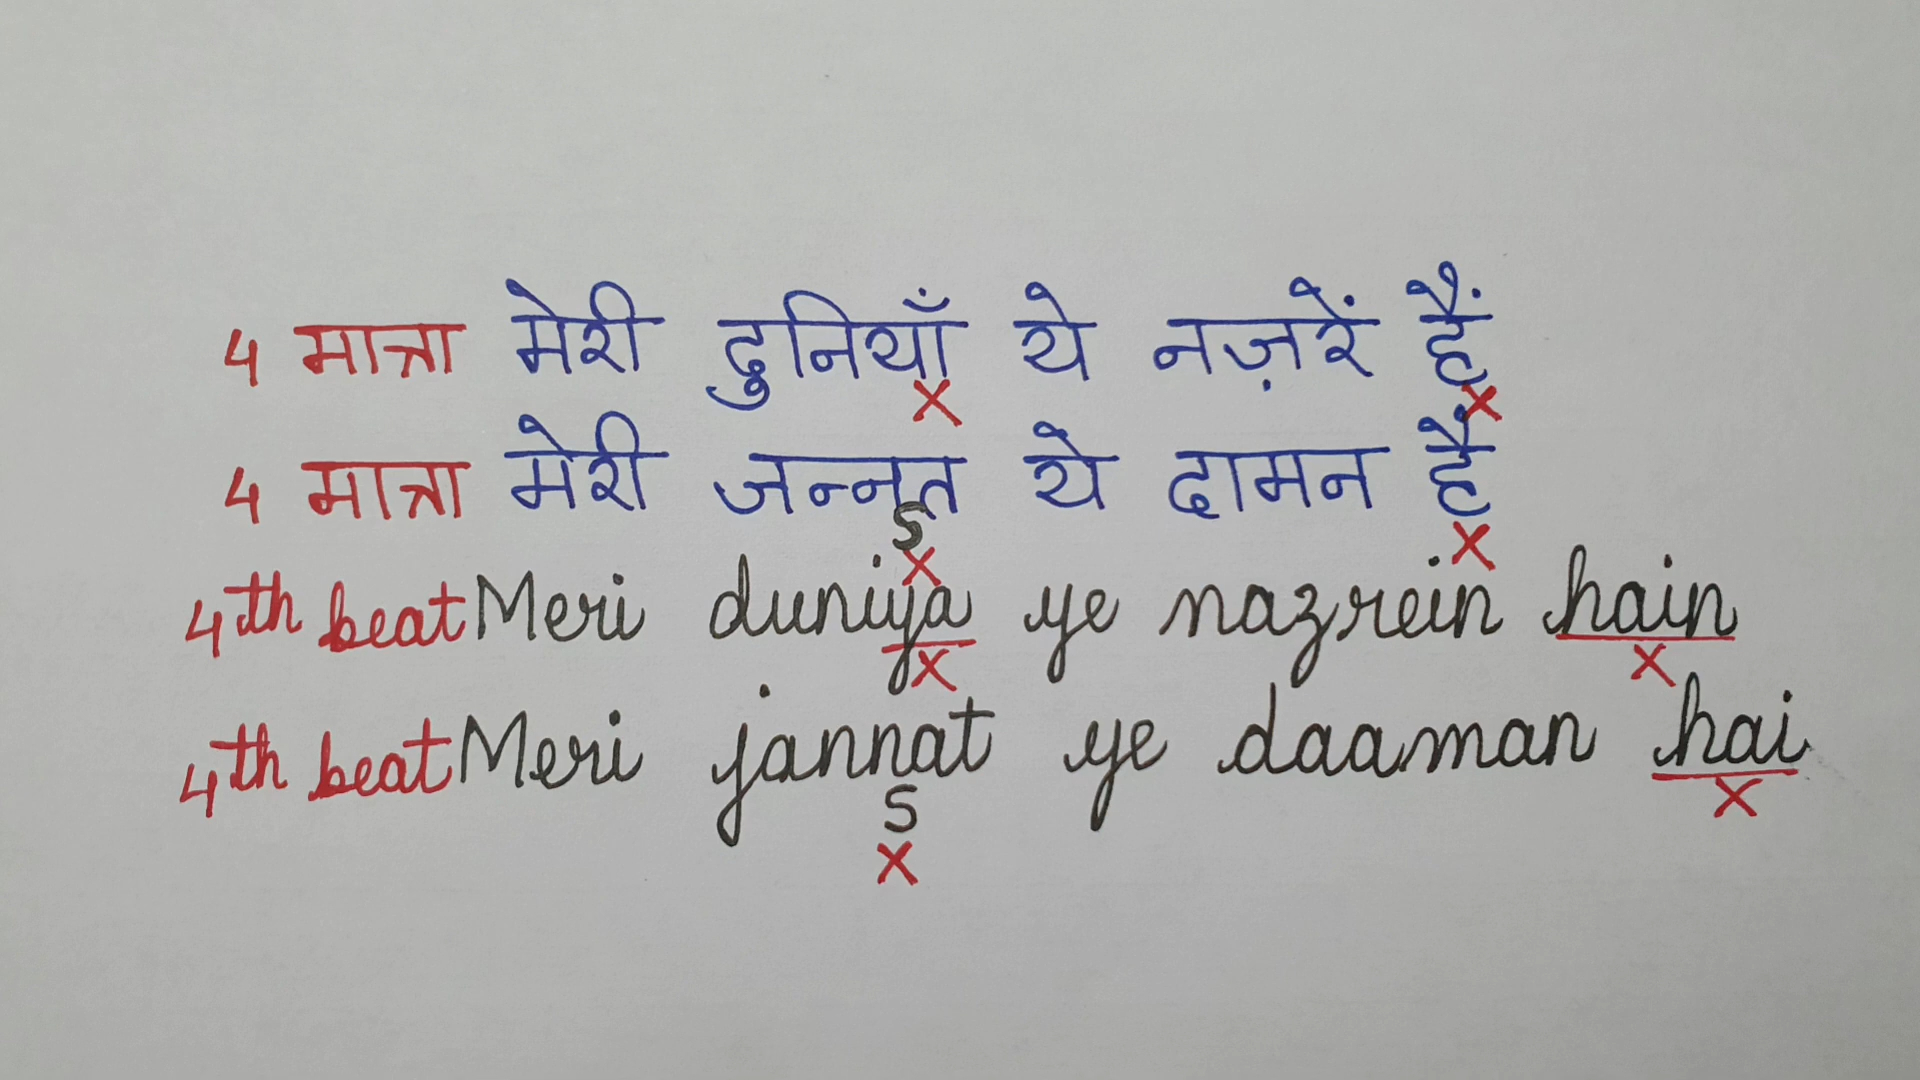 4 मात्रा मेरी दुनियाँ ये नज़रें हैं
x x
4 मात्रा मेरी जन्नत ये दामन है
S
x x
4th beat Meri duniya ye nazrein hain
x x
4th beat Meri jannat ye daaman hai
S x
x